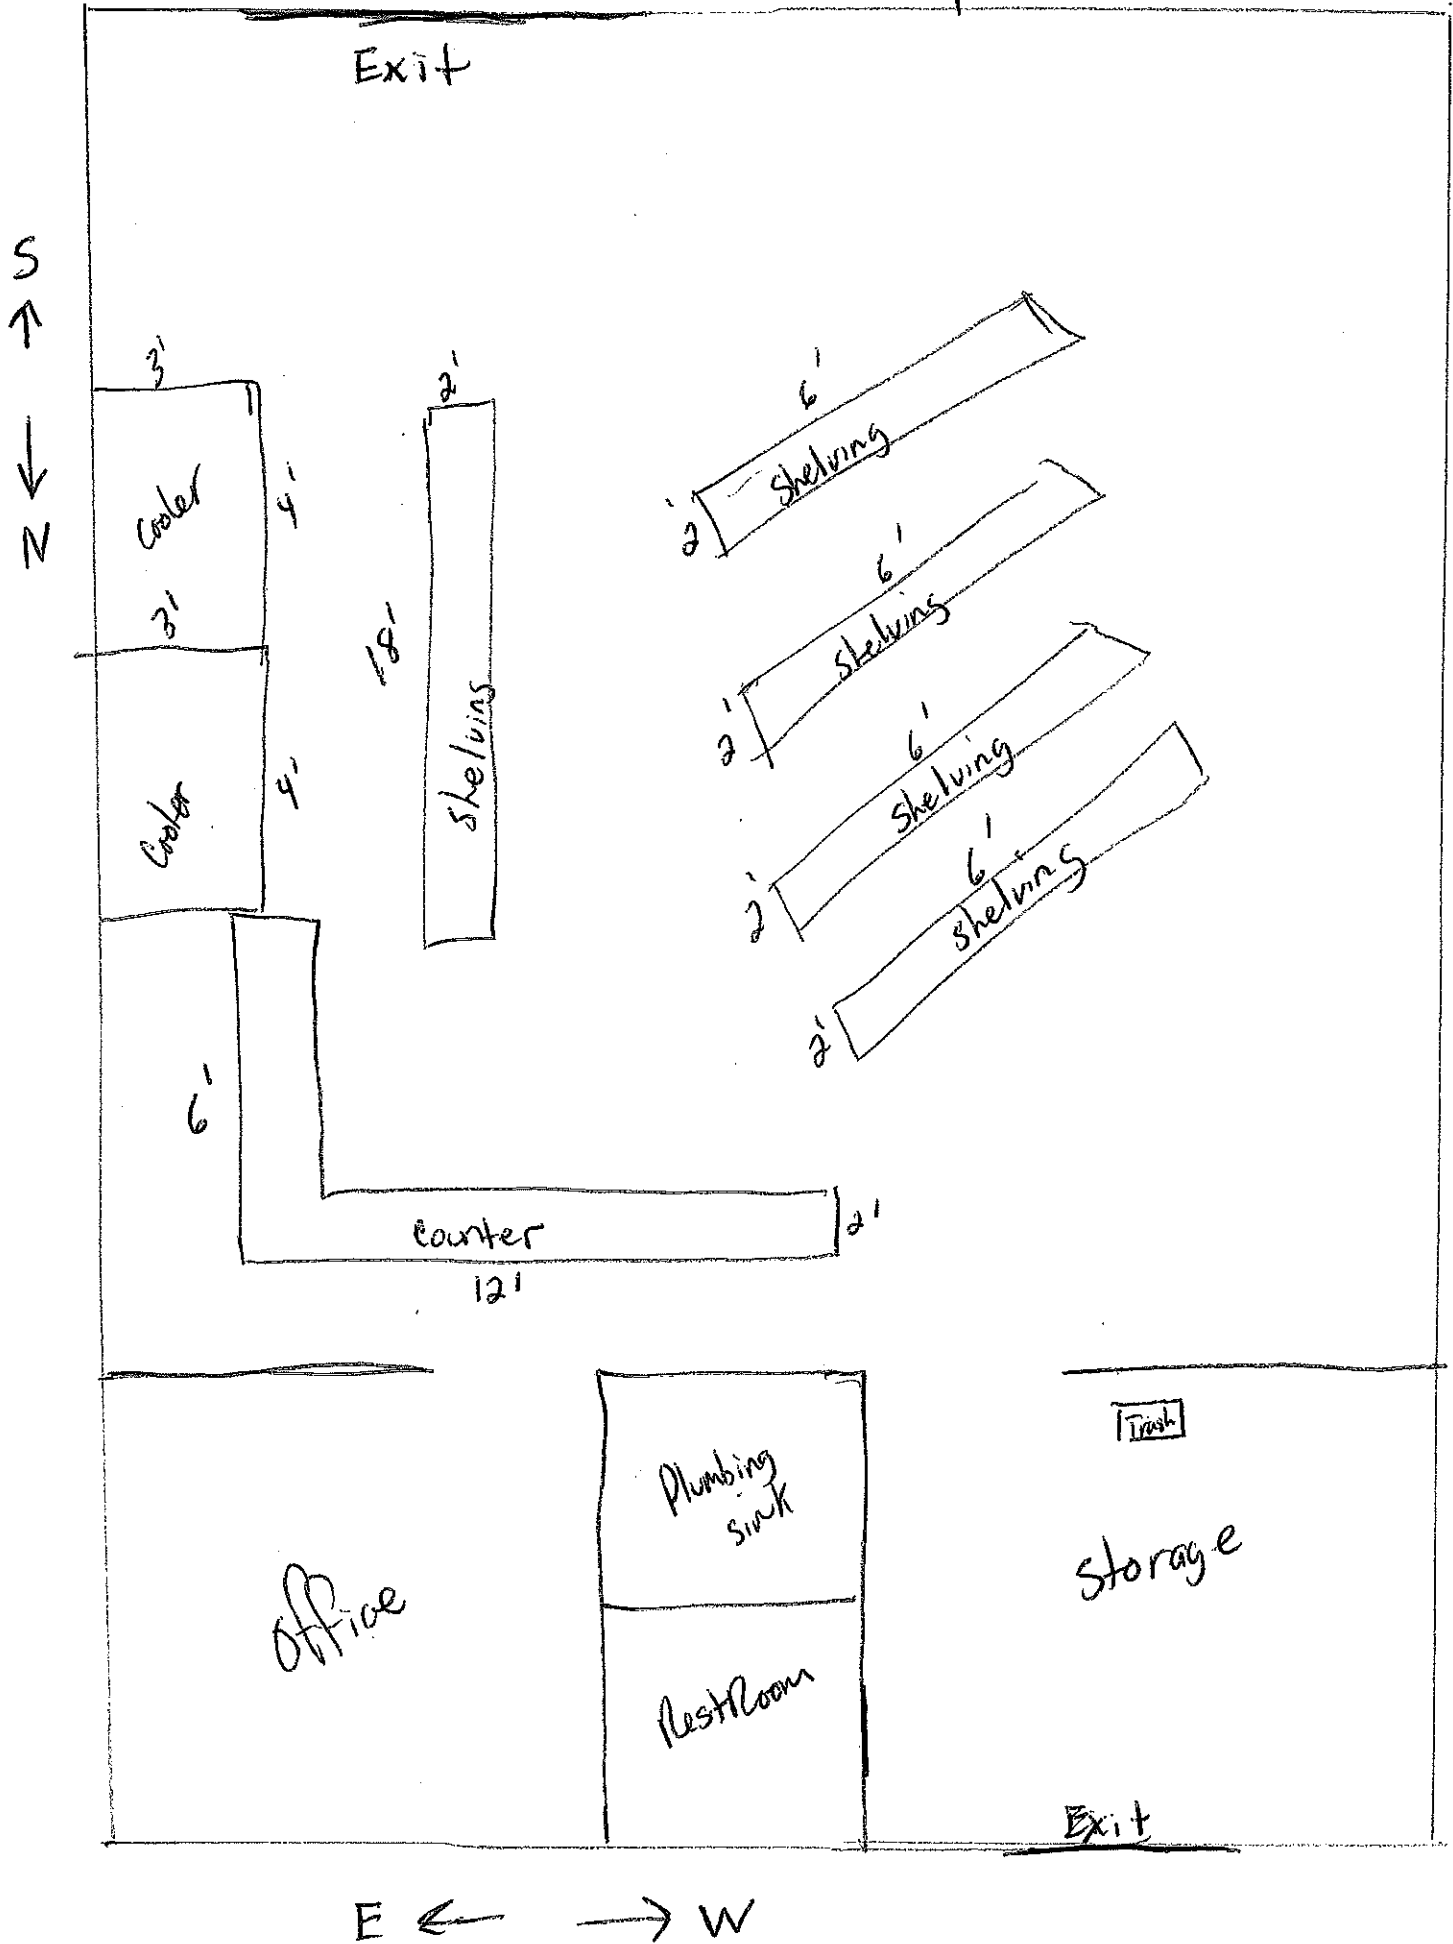 Exit
S
N
3'
cooler
4'
3'
cooler
4'
2'
18'
shelving
6'
2'
shelving
6'
2'
shelving
6'
2'
shelving
6'
2'
shelving
6'
counter
2'
12'
Plumbing
sink
Trash
storage
office
RestRoom
Exit
E
W